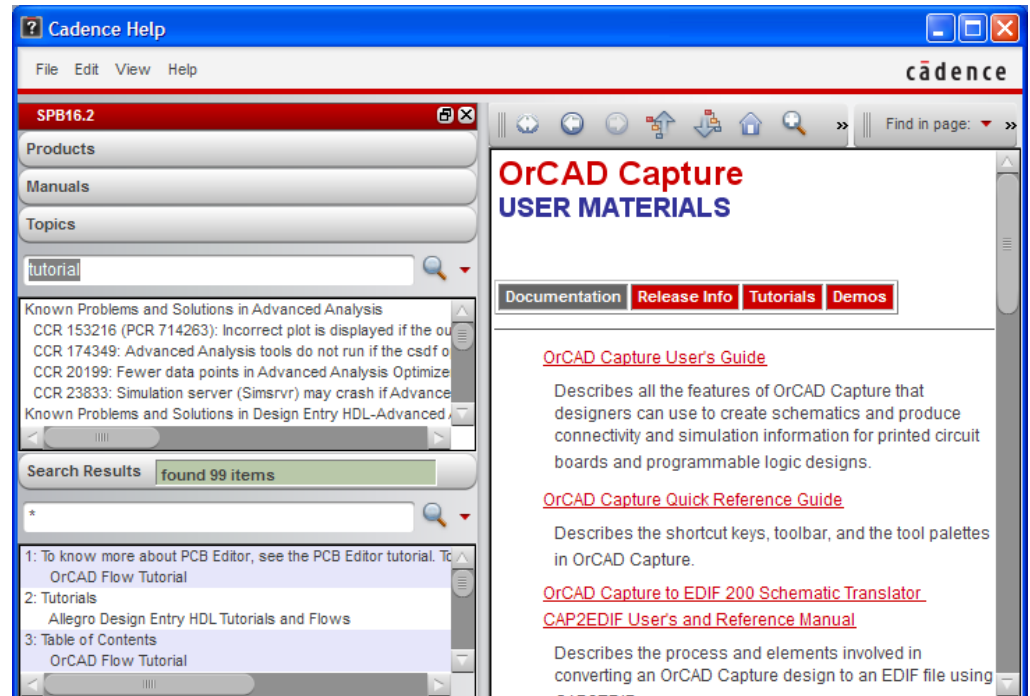 Cadence Help
File Edit View Help
cādence
SPB16.2
Products
Manuals
Topics
tutorial
Known Problems and Solutions in Advanced Analysis
CCR 153216 (PCR 714263): Incorrect plot is displayed if the ou
CCR 174349: Advanced Analysis tools do not run if the csdf o
CCR 20199: Fewer data points in Advanced Analysis Optimize
CCR 23833: Simulation server (Simsrvr) may crash if Advance
Known Problems and Solutions in Design Entry HDL-Advanced
Search Results found 99 items
*
1: To know more about PCB Editor, see the PCB Editor tutorial. To
OrCAD Flow Tutorial
2: Tutorials
Allegro Design Entry HDL Tutorials and Flows
3: Table of Contents
OrCAD Flow Tutorial
» Find in page: »
OrCAD Capture
USER MATERIALS
Documentation Release Info Tutorials Demos
OrCAD Capture User's Guide
Describes all the features of OrCAD Capture that
designers can use to create schematics and produce
connectivity and simulation information for printed circuit
boards and programmable logic designs.
OrCAD Capture Quick Reference Guide
Describes the shortcut keys, toolbar, and the tool palettes
in OrCAD Capture.
OrCAD Capture to EDIF 200 Schematic Translator
CAP2EDIF User's and Reference Manual
Describes the process and elements involved in
converting an OrCAD Capture design to an EDIF file using